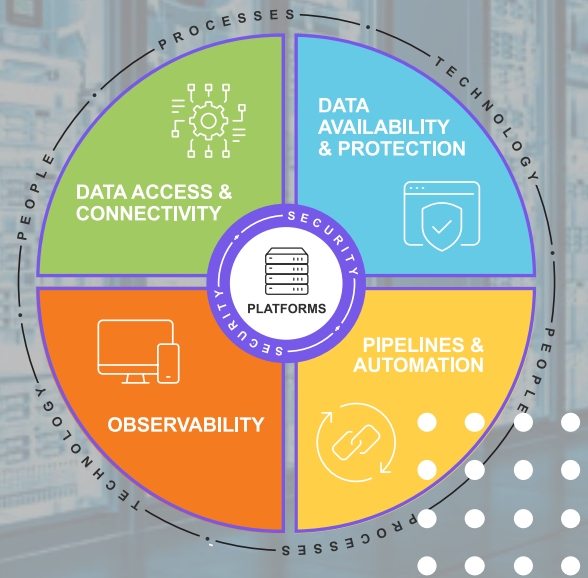 PROCESSES
TECHNOLOGY
PEOPLE
DATA ACCESS &
CONNECTIVITY
DATA
AVAILABILITY
& PROTECTION
SECURITY
PLATFORMS
SECURITY
OBSERVABILITY
PIPELINES &
AUTOMATION
PEOPLE
TECHNOLOGY
PROCESSES